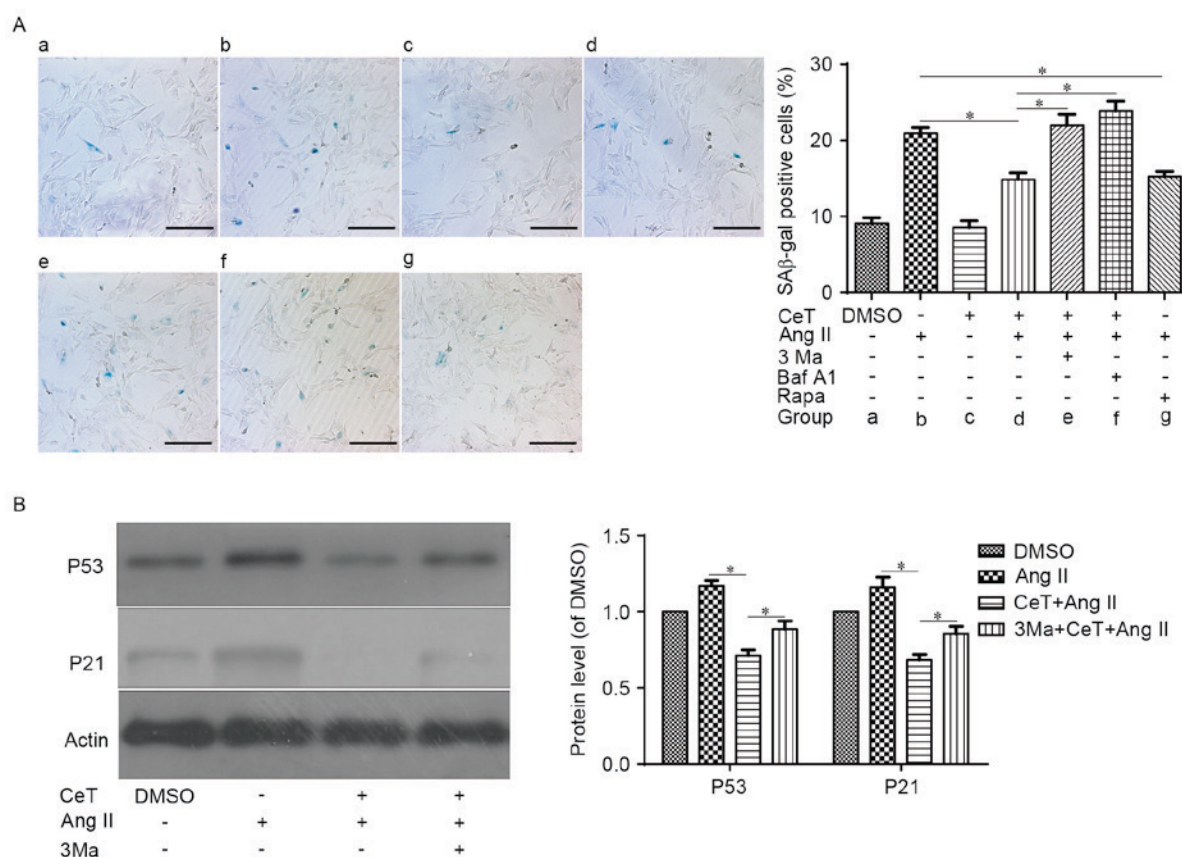 A
a b c d
e f g
SAβ-gal positive cells (%)
30
20
10
0
* * * *
CeT DMSO - + + + + -
Ang II - + - + + + +
3 Ma - - - - + - -
Baf A1 - - - - - + -
Rapa - - - - - - +
Group a b c d e f g
B
P53
P21
Actin
CeT DMSO - + +
Ang II - + + +
3Ma - - - +
Protein level (of DMSO)
1.5
1.0
0.5
0.0
* * * *
P53 P21
DMSO
Ang II
CeT+Ang II
3Ma+CeT+Ang II